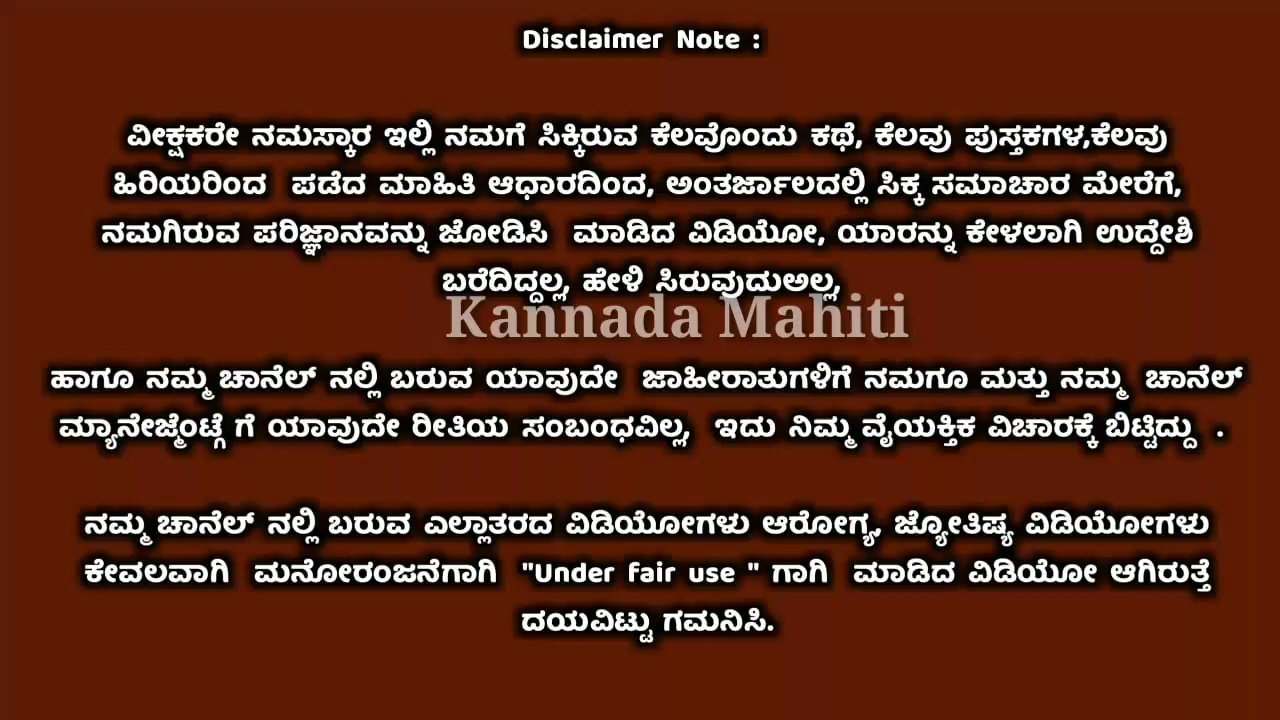 Disclaimer Note :
ವೀಕ್ಷಕರೇ ನಮಸ್ಕಾರ ಇಲ್ಲಿ ನಮಗೆ ಸಿಕ್ಕಿರುವ ಕೆಲವೊಂದು ಕಥೆ, ಕೆಲವು ಪುಸ್ತಕಗಳ,ಕೆಲವು
ಹಿರಿಯರಿಂದ ಪಡೆದ ಮಾಹಿತಿ ಆಧಾರದಿಂದ, ಅಂತರ್ಜಾಲದಲ್ಲಿ ಸಿಕ್ಕ ಸಮಾಚಾರ ಮೇರೆಗೆ,
ನಮಗಿರುವ ಪರಿಜ್ಞಾನವನ್ನು ಜೋಡಿಸಿ ಮಾಡಿದ ವಿಡಿಯೋ, ಯಾರನ್ನು ಕೇಳಲಾಗಿ ಉದ್ದೇಶಿ
ಬರೆದಿದ್ದಲ್ಲ, ಹೇಳಿ ಸಿರುವುದುಅಲ್ಲ,
Kannada Mahiti
ಹಾಗೂ ನಮ್ಮ ಚಾನೆಲ್ ನಲ್ಲಿ ಬರುವ ಯಾವುದೇ ಜಾಹೀರಾತುಗಳಿಗೆ ನಮಗೂ ಮತ್ತು ನಮ್ಮ ಚಾನೆಲ್
ಮ್ಯಾನೇಜ್ಮೆಂಟ್ಗೆ ಗೆ ಯಾವುದೇ ರೀತಿಯ ಸಂಬಂಧವಿಲ್ಲ, ಇದು ನಿಮ್ಮ ವೈಯಕ್ತಿಕ ವಿಚಾರಕ್ಕೆ ಬಿಟ್ಟಿದ್ದು .
ನಮ್ಮ ಚಾನೆಲ್ ನಲ್ಲಿ ಬರುವ ಎಲ್ಲಾತರದ ವಿಡಿಯೋಗಳು ಆರೋಗ್ಯ, ಜ್ಯೋತಿಷ್ಯ ವಿಡಿಯೋಗಳು
ಕೇವಲವಾಗಿ ಮನೋರಂಜನೆಗಾಗಿ "Under fair use " ಗಾಗಿ ಮಾಡಿದ ವಿಡಿಯೋ ಆಗಿರುತ್ತೆ
ದಯವಿಟ್ಟು ಗಮನಿಸಿ.